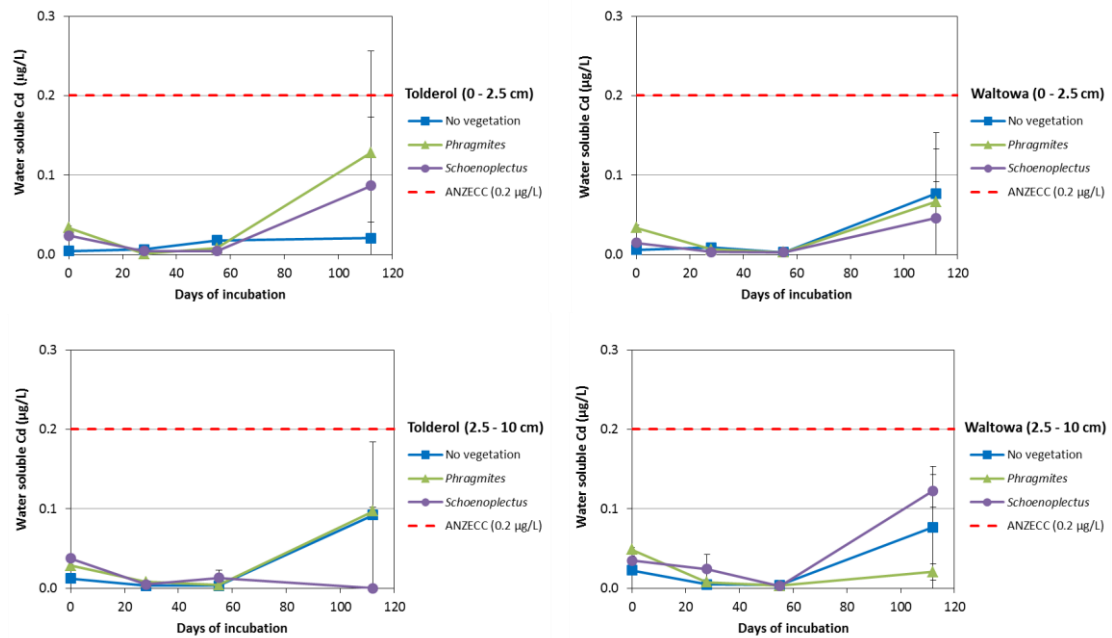 0.3
0.2
0.1
0.0
Water soluble Cd (µg/L)
0 20 40 60 80 100 120
Days of incubation
Tolderol (0 - 2.5 cm)
No vegetation
Phragmites
Schoenoplectus
ANZECC (0.2 µg/L)
0.3
0.2
0.1
0.0
Water soluble Cd (µg/L)
0 20 40 60 80 100 120
Days of incubation
Waltowa (0 - 2.5 cm)
No vegetation
Phragmites
Schoenoplectus
ANZECC (0.2 µg/L)
0.3
0.2
0.1
0.0
Water soluble Cd (µg/L)
0 20 40 60 80 100 120
Days of incubation
Tolderol (2.5 - 10 cm)
No vegetation
Phragmites
Schoenoplectus
ANZECC (0.2 µg/L)
0.3
0.2
0.1
0.0
Water soluble Cd (µg/L)
0 20 40 60 80 100 120
Days of incubation
Waltowa (2.5 - 10 cm)
No vegetation
Phragmites
Schoenoplectus
ANZECC (0.2 µg/L)